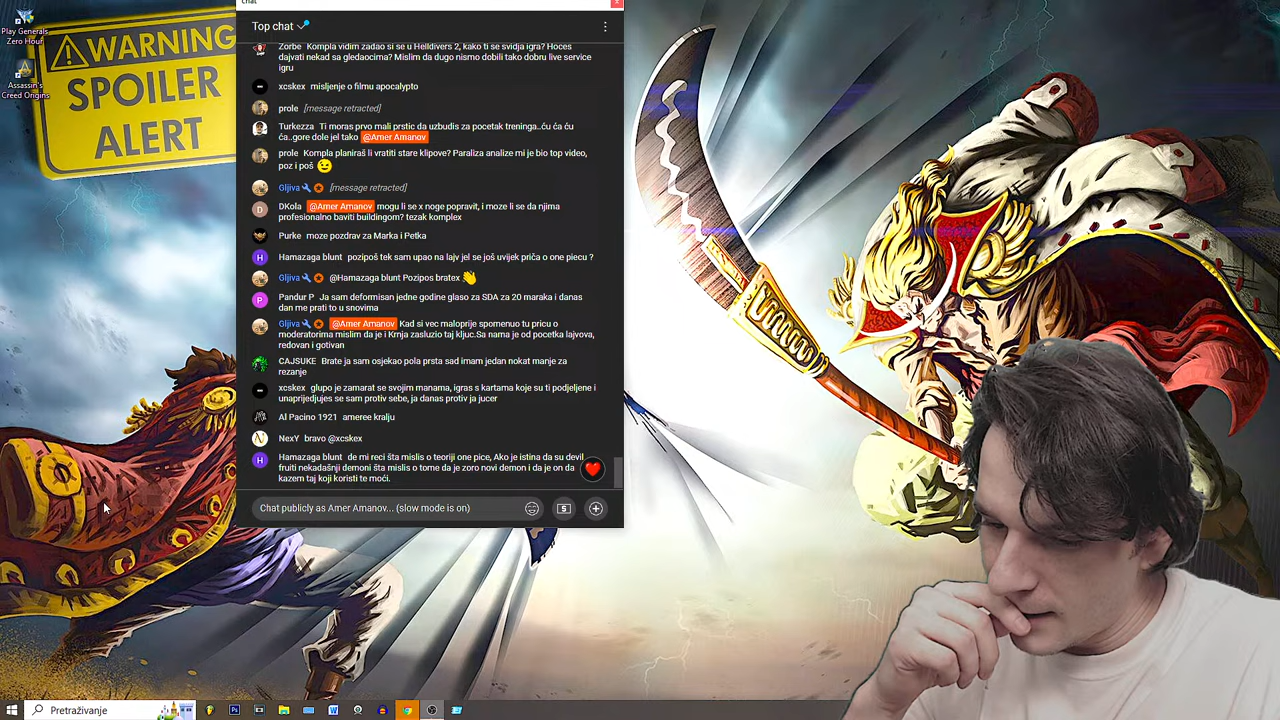 Play Generals
Zero Hour
Assassin's
Creed Origins
WARNING
SPOILER
ALERT
Top chat
Zorbe Kompla vidim zadao si se u Helldivers 2, kako ti se svidja igra? Hoces
dajvati nekad sa gledaocima? Mislim da dugo nismo dobili tako dobru live service
igru
xcskex misljenje o filmu apocalypto
prole [message retracted]
Turkezza Ti moras prvo mali prstic da uzbudis za pocetak treninga..ću ća ću
ća..gore dole jel tako @Amer Amanov
prole Kompla planiraš li vratiti stare klipove? Paraliza analize mi je bio top video,
poz i poš
Gljiva [message retracted]
DKola @Amer Amanov mogu li se x noge popravit, i moze li se da njima
profesionalno baviti buildingom? tezak komplex
Purke moze pozdrav za Marka i Petka
Hamazaga blunt pozipoš tek sam upao na lajv jel se još uvijek priča o one piecu ?
Gljiva @Hamazaga blunt Pozipos bratex 👋
P Pandur P Ja sam deformisan jedne godine glaso za SDA za 20 maraka i danas
dan me prati to u snovima
Gljiva @Amer Amanov Kad si vec maloprije spomenuo tu pricu o
moderatorima mislim da je i Krnja zasluzio taj kljuc.Sa nama je od pocetka lajvova,
redovan i gotivan
CAJSUKE Brate ja sam osjekao pola prsta sad imam jedan nokat manje za
rezanje
xcskex glupo je zamarat se svojim manama, igras s kartama koje su ti podjeljene i
unaprijedjujes se sam protiv sebe, ja danas protiv ja jucer
Al Pacino 1921 ameree kralju
NexY bravo @xcskex
Hamazaga blunt de mi reci šta mislis o teoriji one pice, Ako je istina da su devil
fruiti nekadašnji demoni šta mislis o tome da je zoro novi demon i da je on da
kazem taj koji koristi te moći.
Chat publicly as Amer Amanov... (slow mode is on)
Pretraživanje